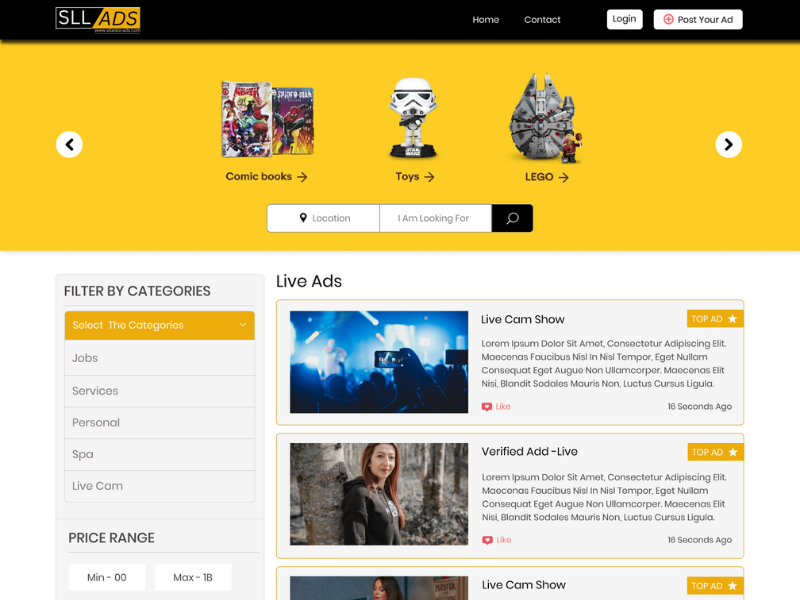 SLL ADS
Home
Contact
Login
Post Your Ad
SPIDER-MAN
STAR WARS
Comic books
Toys
LEGO
Location
I Am Looking For
FILTER BY CATEGORIES
Select The Categories
Jobs
Services
Personal
Spa
Live Cam
PRICE RANGE
Min - 00
Max - 1B
Live Ads
Live Cam Show
TOP AD
Lorem Ipsum Dolor Sit Amet, Consectetur Adipiscing Elit.
Maecenas Faucibus Nisl In Nisl Tempor, Eget Nullam
Consequat Eget Augue Non Ullamcorper. Maecenas Elit
Nisi, Blandit Sodales Mauris Non, Luctus Cursus Ligula.
Like
16 Seconds Ago
Verified Add -Live
TOP AD
Lorem Ipsum Dolor Sit Amet, Consectetur Adipiscing Elit.
Maecenas Faucibus Nisl In Nisl Tempor, Eget Nullam
Consequat Eget Augue Non Ullamcorper. Maecenas Elit
Nisi, Blandit Sodales Mauris Non, Luctus Cursus Ligula.
Like
16 Seconds Ago
Live Cam Show
TOP AD